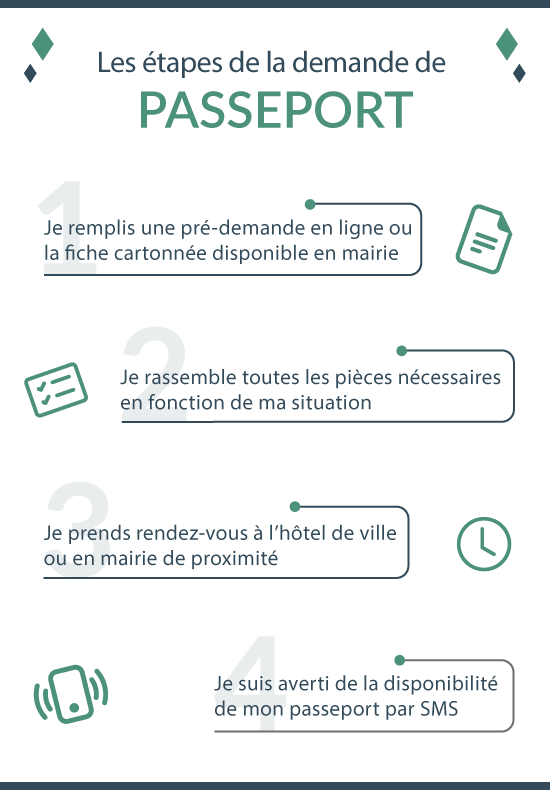 Les étapes de la demande de
PASSEPORT
1
Je remplis une pré-demande en ligne ou
la fiche cartonnée disponible en mairie
2
Je rassemble toutes les pièces nécessaires
en fonction de ma situation
3
Je prends rendez-vous à l’hôtel de ville
ou en mairie de proximité
4
Je suis averti de la disponibilité
de mon passeport par SMS